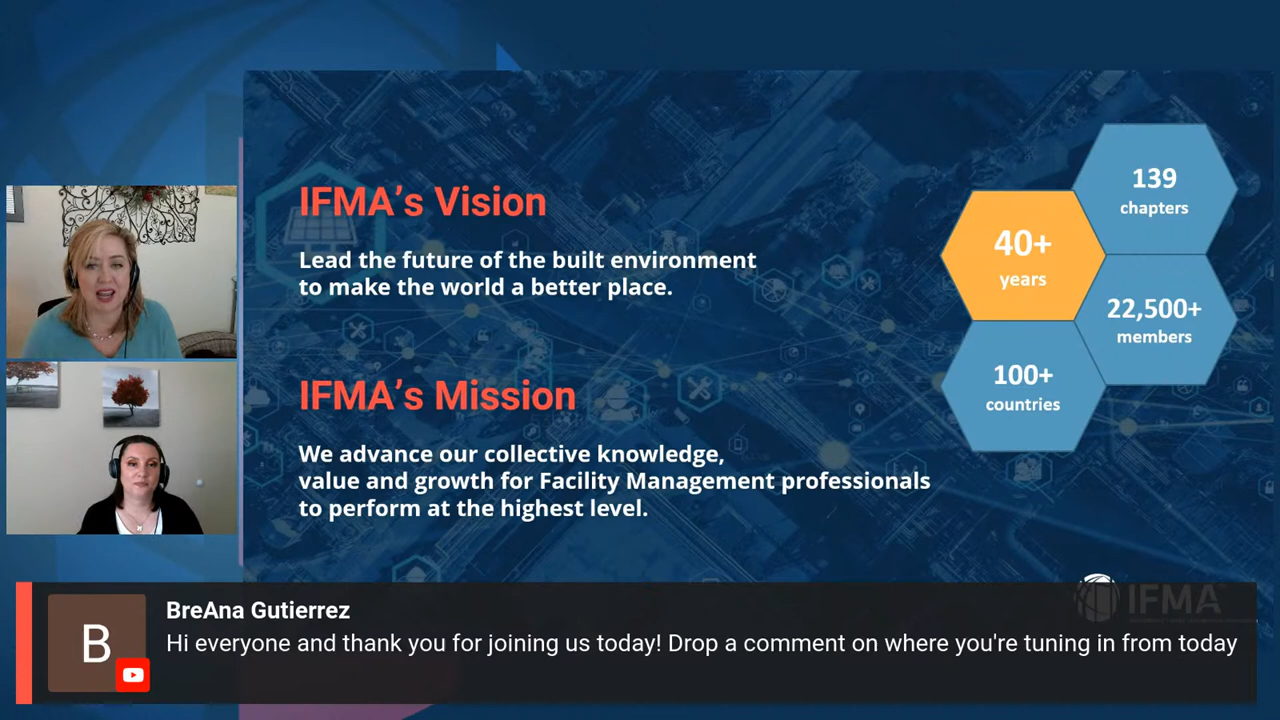 IFMA’s Vision
Lead the future of the built environment
to make the world a better place.
IFMA’s Mission
We advance our collective knowledge,
value and growth for Facility Management professionals
to perform at the highest level.
139
chapters
40+
years
22,500+
members
100+
countries
IFMA
B
BreAna Gutierrez
Hi everyone and thank you for joining us today! Drop a comment on where you're tuning in from today